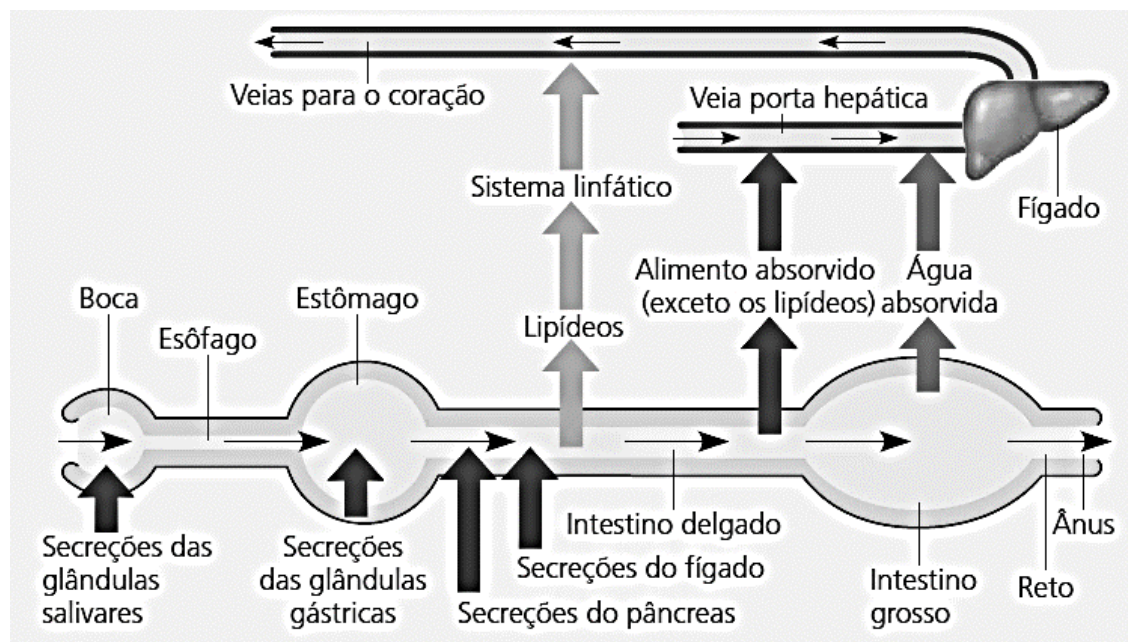 Veias para o coração
Veia porta hepática
Sistema linfático
Fígado
Boca
Estômago
Alimento absorvido
(exceto os lipídeos)
Água
absorvida
Esôfago
Lipídeos
Intestino delgado
Ânus
Secreções das
glândulas
salivares
Secreções
das glândulas
gástricas
Secreções do fígado
Secreções do pâncreas
Intestino
grosso
Reto